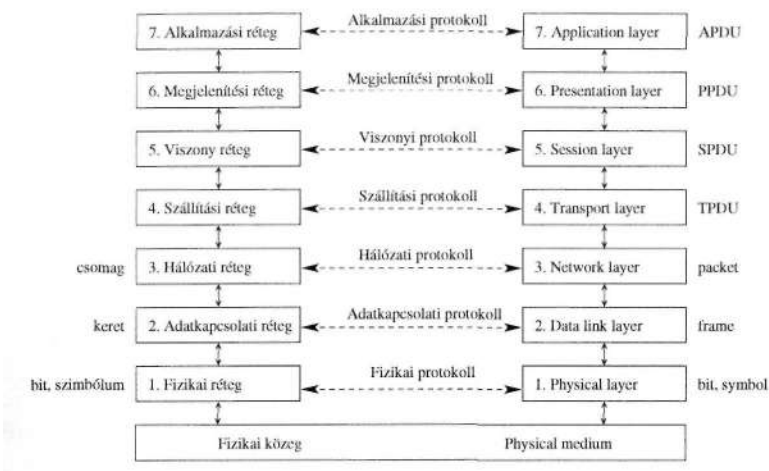 7. Alkalmazási réteg Alkalmazási protokoll 7. Application layer APDU
6. Megjelenítési réteg Megjelenítési protokoll 6. Presentation layer PPDU
5. Viszony réteg Viszonyi protokoll 5. Session layer SPDU
4. Szállítási réteg Szállítási protokoll 4. Transport layer TPDU
csomag 3. Hálózati réteg Hálózati protokoll 3. Network layer packet
keret 2. Adatkapcsolati réteg Adatkapcsolati protokoll 2. Data link layer frame
bit, szimbólum 1. Fizikai réteg Fizikai protokoll 1. Physical layer bit, symbol
Fizikai közeg Physical medium